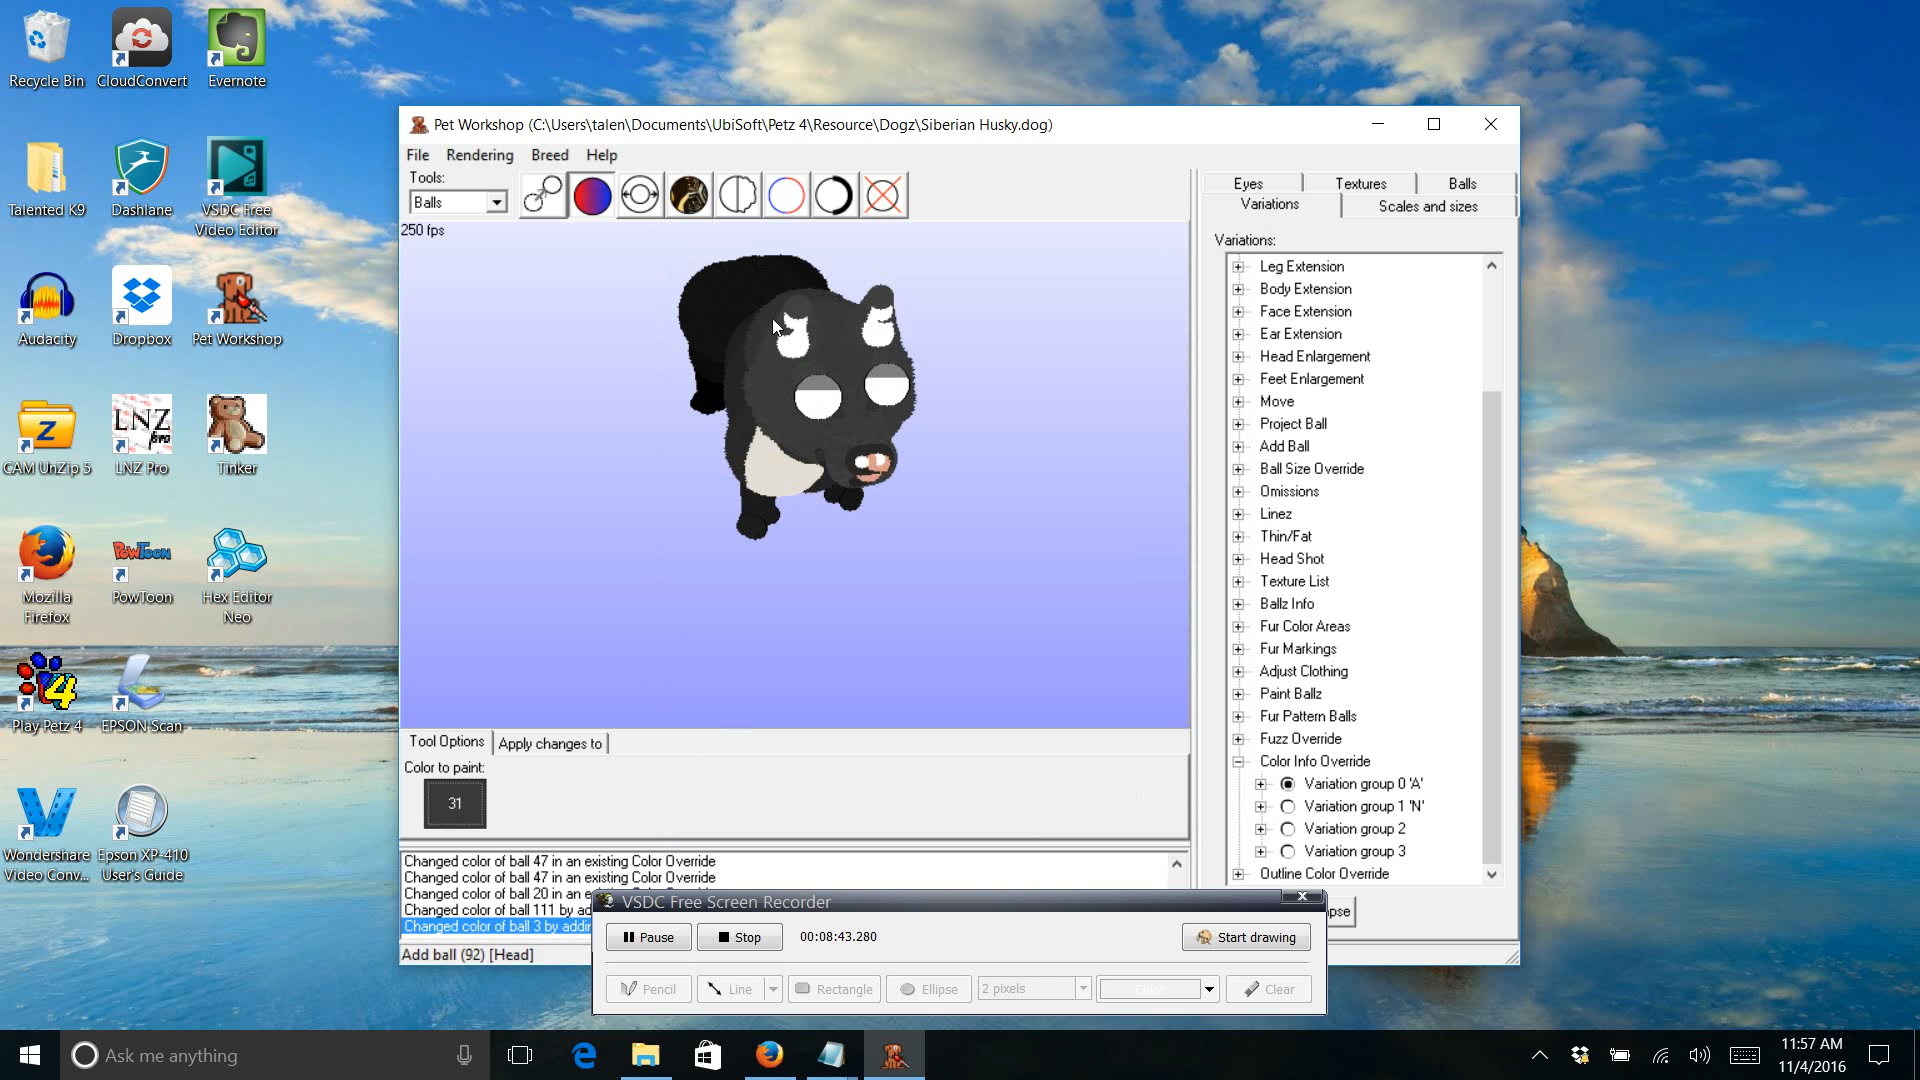 Recycle Bin
CloudConvert
Evernote
Talented K9
Dashlane
VSDC Free
Video Editor
Audacity
Dropbox
Pet Workshop
CAM UnZip 5
LNZ
pro
LNZ Pro
Tinker
Mozilla
Firefox
PowToon
PowToon
Hex Editor
Neo
4
Play Petz 4
EPSON Scan
Wondershare
Video Conv...
Epson XP-410
User's Guide
Pet Workshop (C:\Users\talen\Documents\UbiSoft\Petz 4\Resource\Dogz\Siberian Husky.dog)
File Rendering Breed Help
Tools:
Balls
250 fps
Eyes Textures Balls
Variations Scales and sizes
Variations:
Leg Extension
Body Extension
Face Extension
Ear Extension
Head Enlargement
Feet Enlargement
Move
Project Ball
Add Ball
Ball Size Override
Omissions
Linez
Thin/Fat
Head Shot
Texture List
Ballz Info
Fur Color Areas
Fur Markings
Adjust Clothing
Paint Ballz
Fur Pattern Balls
Fuzz Override
Color Info Override
Variation group 0 'A'
Variation group 1 'N'
Variation group 2
Variation group 3
Outline Color Override
Tool Options Apply changes to
Color to paint:
31
Changed color of ball 47 in an existing Color Override
Changed color of ball 47 in an existing Color Override
Changed color of ball 20 in an e
Changed color of ball 111 by ad
Changed color of ball 3 by addin
Add ball (92) [Head]
pse
VSDC Free Screen Recorder
Pause Stop 00:08:43.280 Start drawing
Pencil Line Rectangle Ellipse 2 pixels Clear
Ask me anything
11:57 AM
11/4/2016